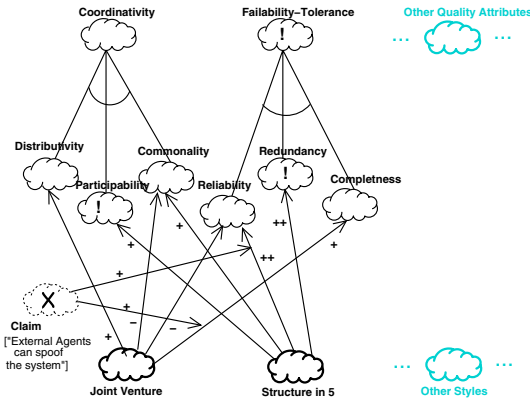 Coordinativity
Failability-Tolerance
Other Quality Attributes
!
... ...
Distributivity
Commonality
Redundancy
Participability
Reliability
!
Completness
!
++
+
+
+
++
+
X
+
–
–
Claim
["External Agents
can spoof
the system"]
+
... ...
Joint Venture
Structure in 5
Other Styles